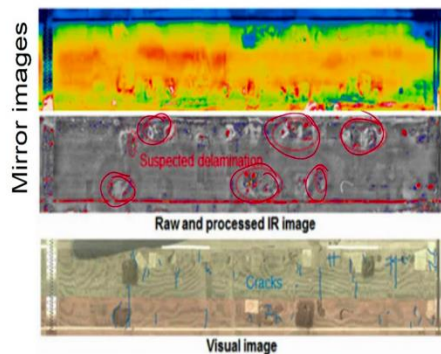 Mirror images
Suspected delamination
Raw and processed IR image
Cracks
Visual image